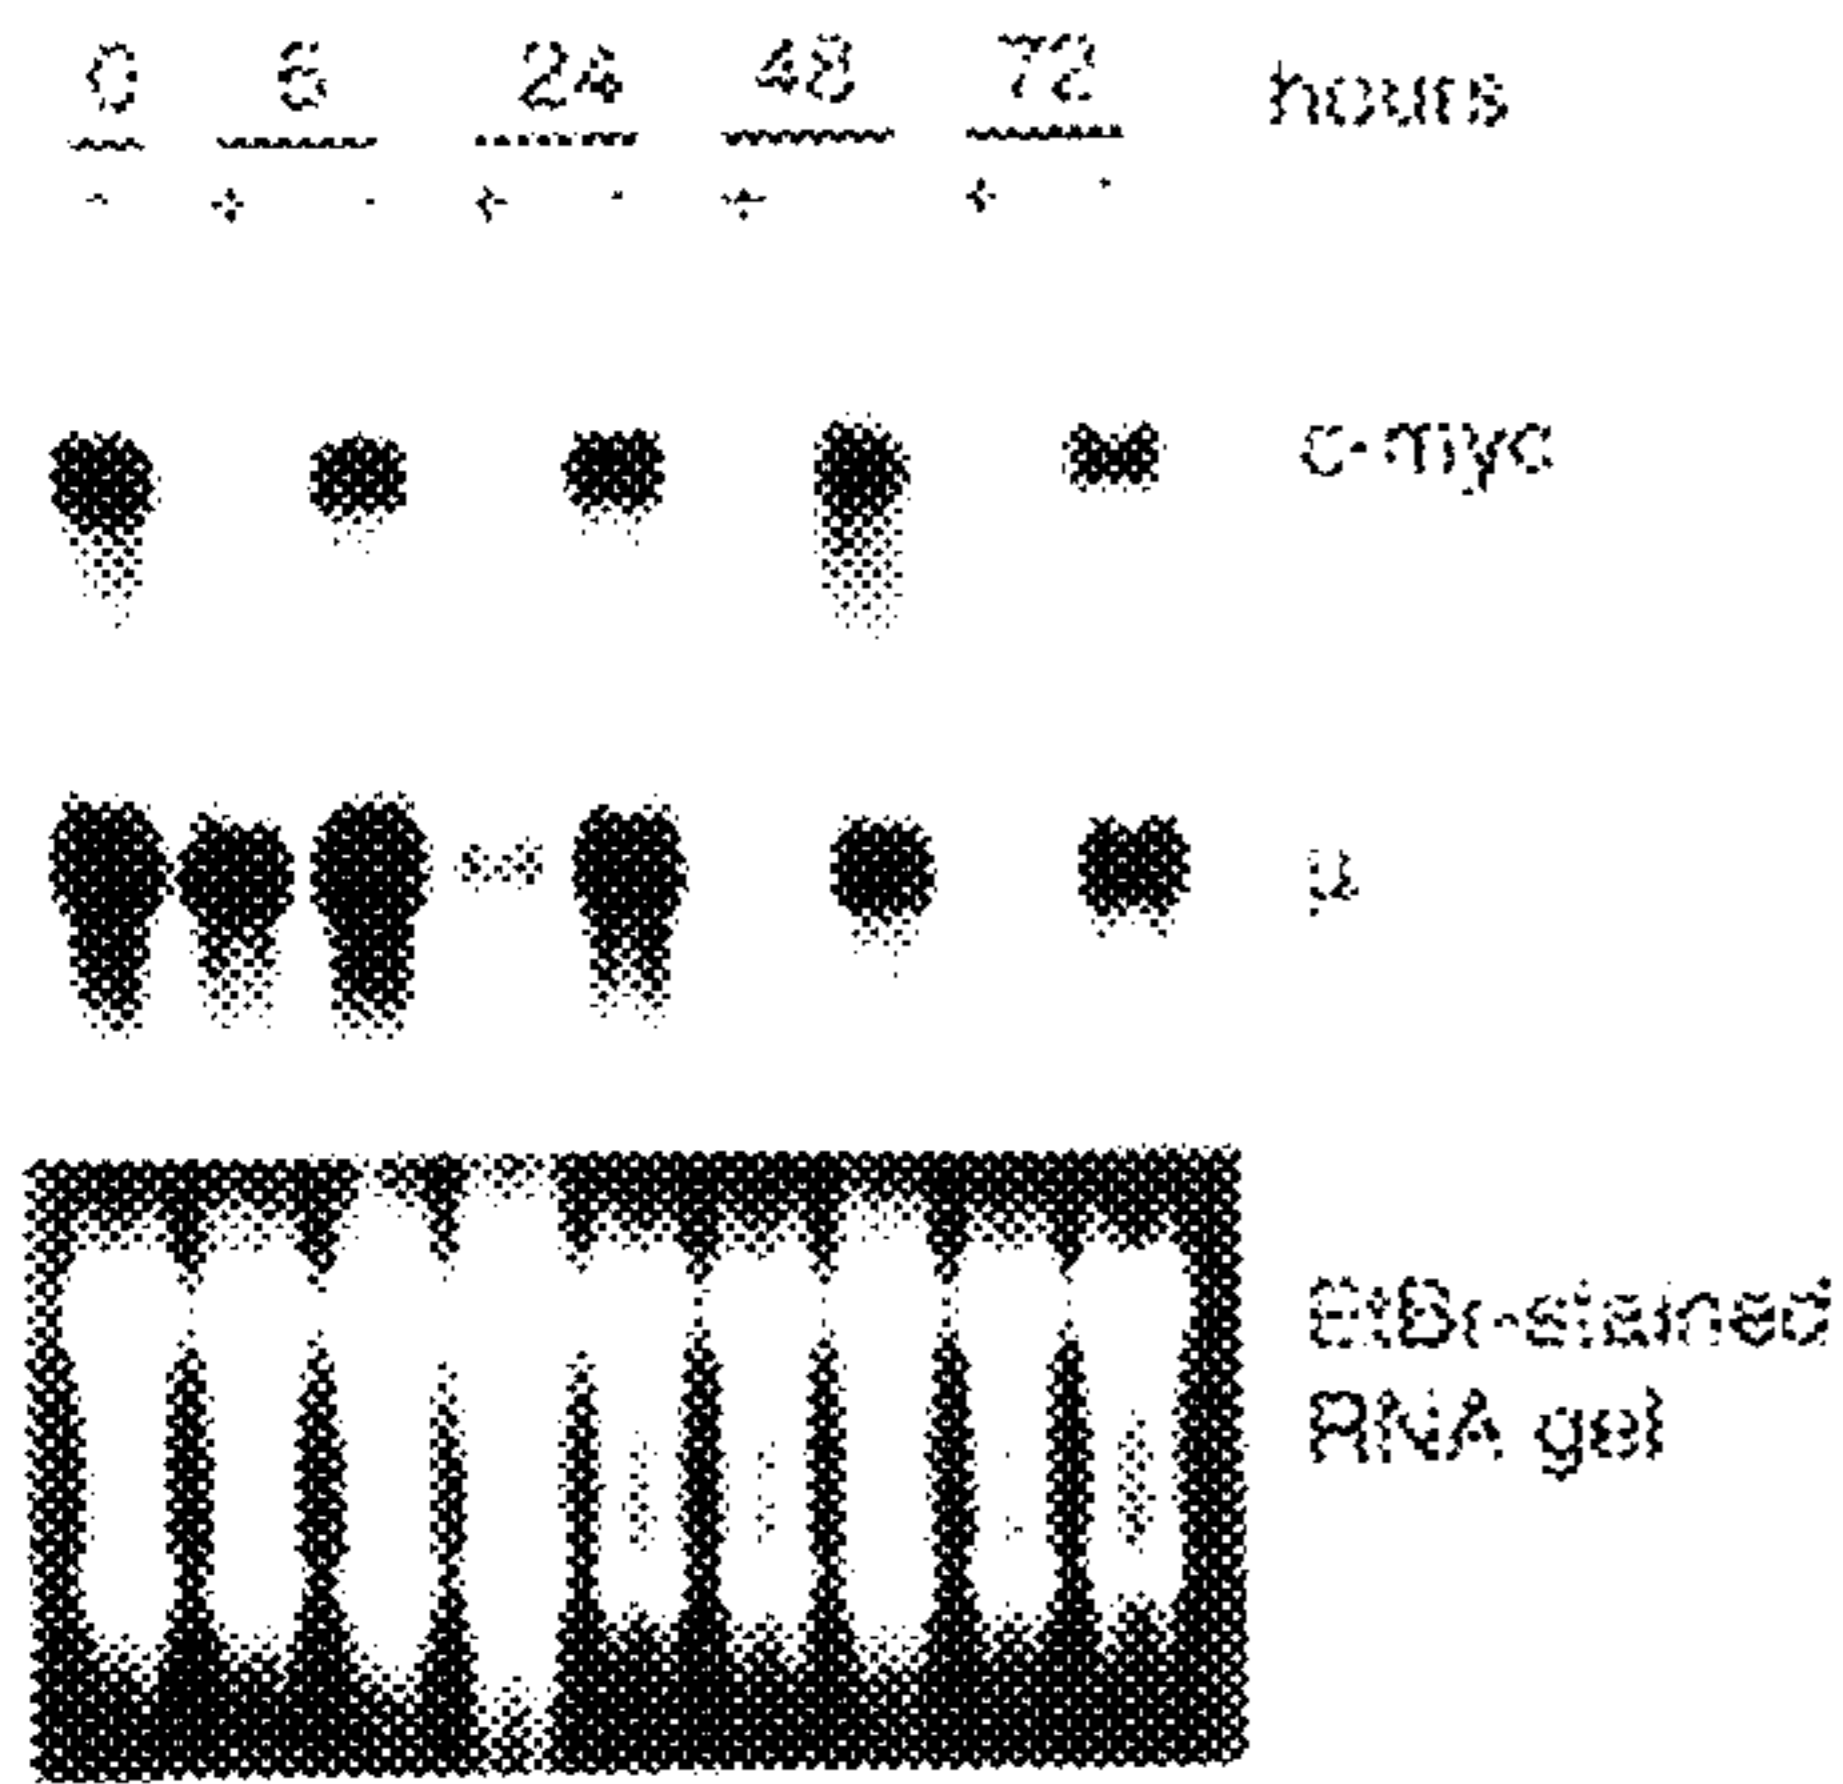 0 6 24 48 72 hours
- + - + - + + -
c-myc
μ
EtBr-stained
RNA gel